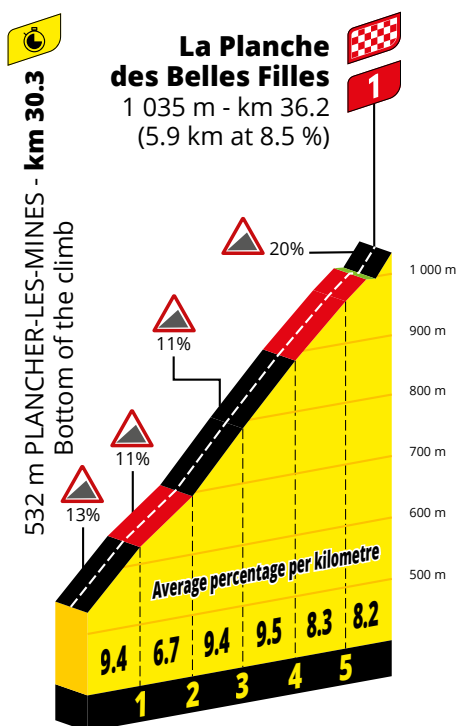 La Planche
des Belles Filles
1 035 m - km 36.2
(5.9 km at 8.5 %)
1
532 m PLANCHER-LES-MINES - km 30.3
Bottom of the climb
20%
11%
11%
13%
1 000 m
900 m
800 m
700 m
600 m
500 m
Average percentage per kilometre
9.4 6.7 9.4 9.5 8.3 8.2
1 2 3 4 5